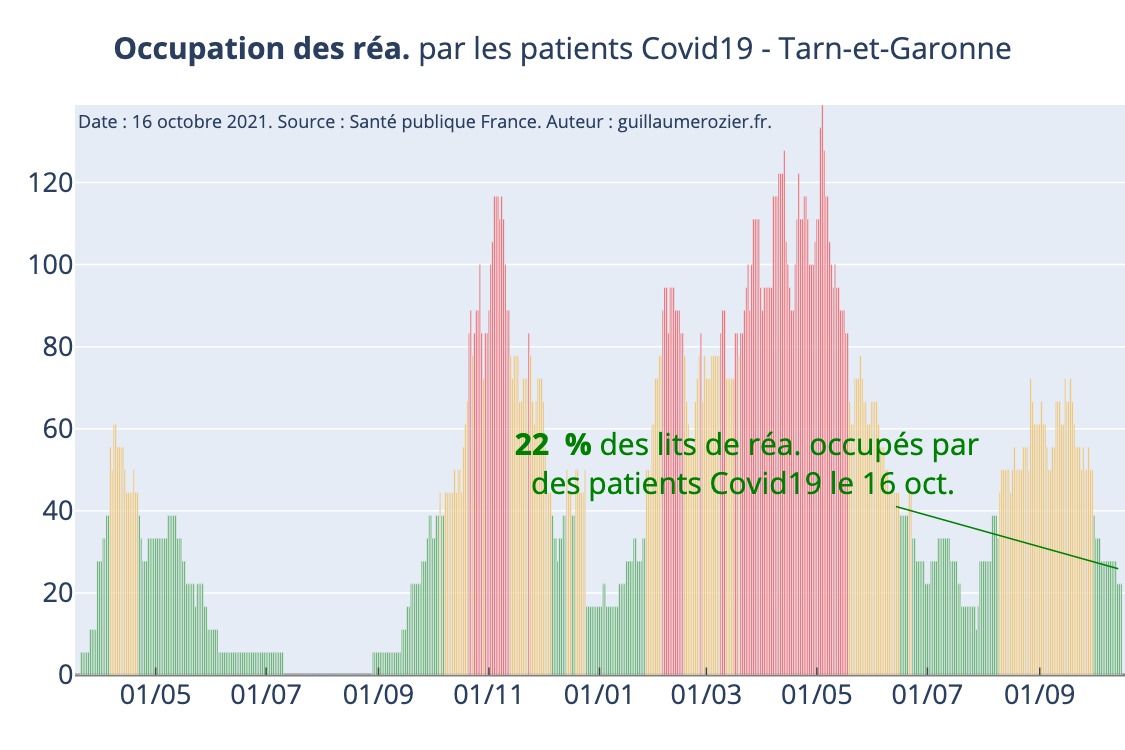 Occupation des réa. par les patients Covid19 - Tarn-et-Garonne
Date : 16 octobre 2021. Source : Santé publique France. Auteur : guillaumerozier.fr.
120
100
80
60
40
20
0
22 % des lits de réa. occupés par
des patients Covid19 le 16 oct.
01/05 01/07 01/09 01/11 01/01 01/03 01/05 01/07 01/09